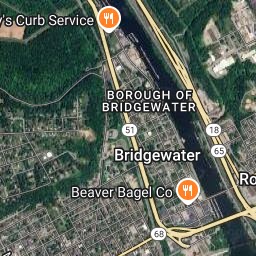 y's Curb Service
BOROUGH OF
BRIDGEWATER
51
18
Bridgewater
65
Ro
Beaver Bagel Co
68